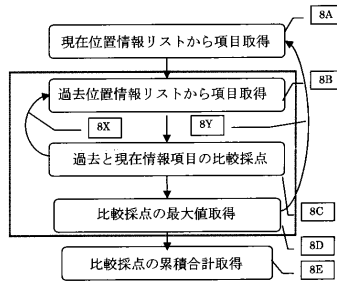 8A
現在位置情報リストから項目取得
8B
過去位置情報リストから項目取得
8X
8Y
過去と現在情報項目の比較採点
8C
比較採点の最大値取得
8D
比較採点の累積合計取得
8E